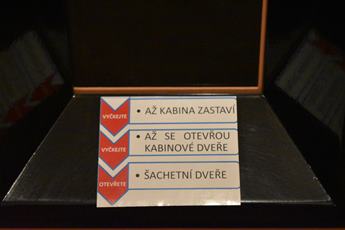 VYČKEJTE • AŽ KABINA ZASTAVÍ
VYČKEJTE • AŽ SE OTEVŘOU
KABINOVÉ DVEŘE
OTEVŘETE • ŠACHETNÍ DVEŘE